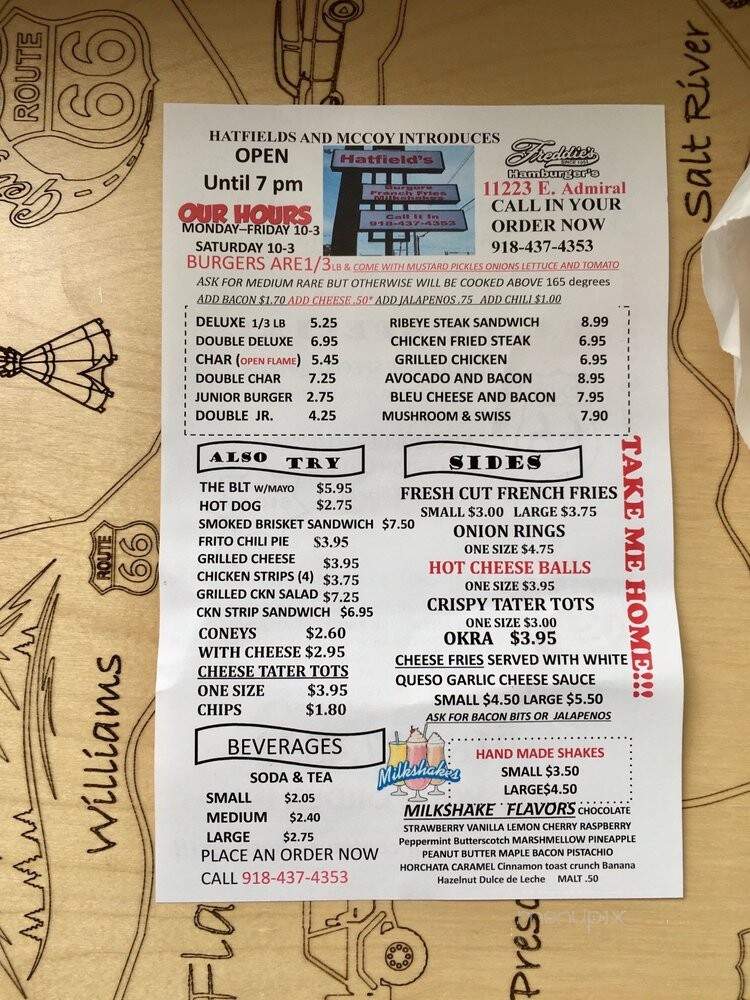 ROUTE
66
Salt River
HATFIELDS AND MCCOY INTRODUCES
OPEN
Until 7 pm
OUR HOURS
MONDAY–FRIDAY 10-3
SATURDAY 10-3
Hatfield's
Burgers
French Fries
Milkshakes
Call It In
918-437-4353
Freddie's
Hamburger's
11223 E. Admiral
CALL IN YOUR
ORDER NOW
918-437-4353
BURGERS ARE1/3LB & COME WITH MUSTARD PICKLES ONIONS LETTUCE AND TOMATO
ASK FOR MEDIUM RARE BUT OTHERWISE WILL BE COOKED ABOVE 165 degrees
ADD BACON $1.70 ADD CHEESE .50* ADD JALAPENOS .75 ADD CHILI $1.00
DELUXE 1/3 LB 5.25
DOUBLE DELUXE 6.95
CHAR (OPEN FLAME) 5.45
DOUBLE CHAR 7.25
JUNIOR BURGER 2.75
DOUBLE JR. 4.25
RIBEYE STEAK SANDWICH 8.99
CHICKEN FRIED STEAK 6.95
GRILLED CHICKEN 6.95
AVOCADO AND BACON 8.95
BLEU CHEESE AND BACON 7.95
MUSHROOM & SWISS 7.90
ALSO TRY
THE BLT W/MAYO $5.95
HOT DOG $2.75
SMOKED BRISKET SANDWICH $7.50
FRITO CHILI PIE $3.95
GRILLED CHEESE $3.95
CHICKEN STRIPS (4) $3.75
GRILLED CKN SALAD $7.25
CKN STRIP SANDWICH $6.95
CONEYS $2.60
WITH CHEESE $2.95
CHEESE TATER TOTS
ONE SIZE $3.95
CHIPS $1.80
SIDES
FRESH CUT FRENCH FRIES
SMALL $3.00 LARGE $3.75
ONION RINGS
ONE SIZE $4.75
HOT CHEESE BALLS
ONE SIZE $3.95
CRISPY TATER TOTS
ONE SIZE $3.00
OKRA $3.95
CHEESE FRIES SERVED WITH WHITE
QUESO GARLIC CHEESE SAUCE
SMALL $4.50 LARGE $5.50
ASK FOR BACON BITS OR JALAPENOS
TAKE ME HOME!!!!
BEVERAGES
SODA & TEA
SMALL $2.05
MEDIUM $2.40
LARGE $2.75
PLACE AN ORDER NOW
CALL 918-437-4353
Milkshakes
HAND MADE SHAKES
SMALL $3.50
LARGE$4.50
MILKSHAKE FLAVORS CHOCOLATE
STRAWBERRY VANILLA LEMON CHERRY RASPBERRY
Peppermint Butterscotch MARSHMELLOW PINEAPPLE
PEANUT BUTTER MAPLE BACON PISTACHIO
HORCHATA CARAMEL Cinnamon toast crunch Banana
Hazelnut Dulce de Leche MALT .50
ROUTE
66
Williams
Fla
Presc
menupix